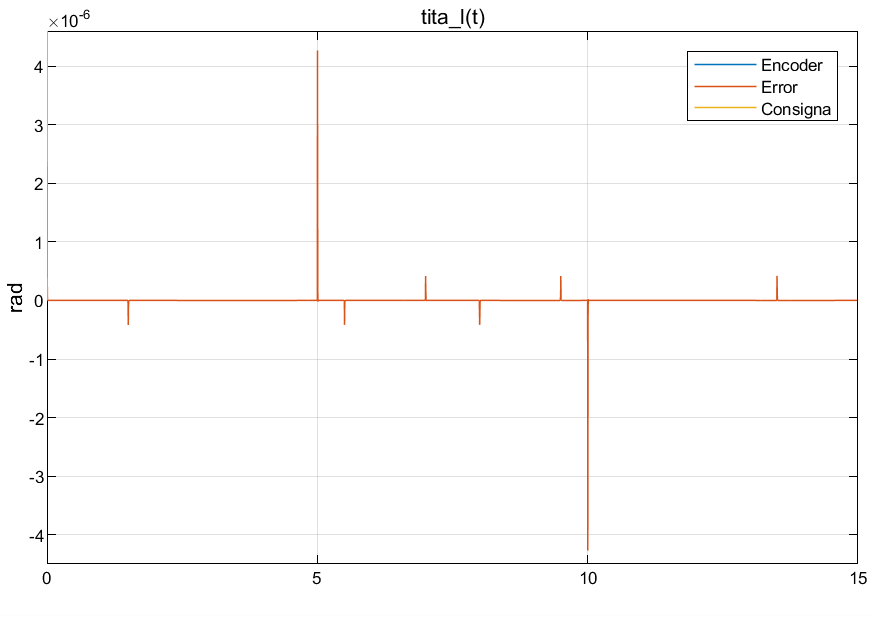 tita_l(t)
×10-6
Encoder
Error
Consigna
4
3
2
1
0
-1
-2
-3
-4
rad
0 5 10 15